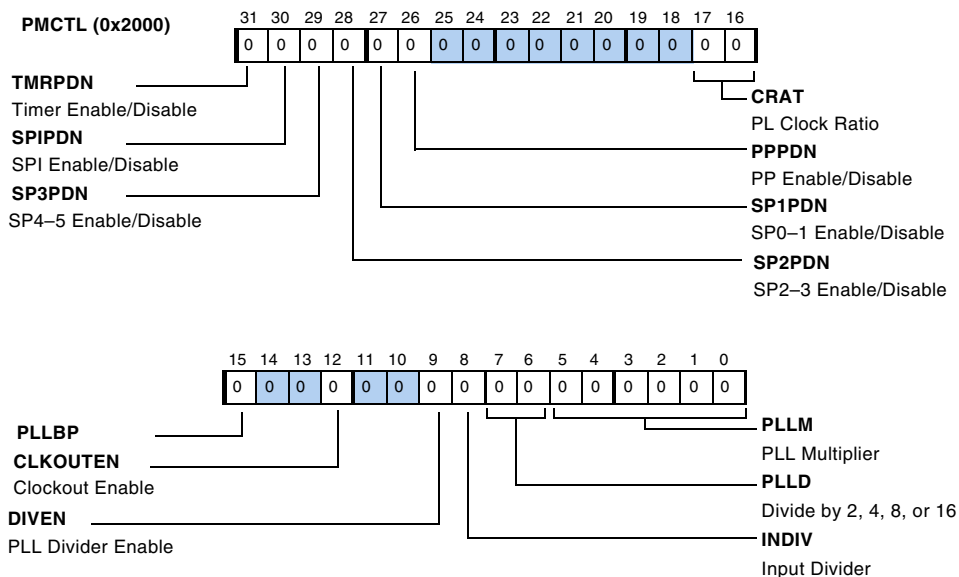 PMCTL (0x2000)
31 30 29 28 27 26 25 24 23 22 21 20 19 18 17 16
0 0 0 0 0 0 0 0 0 0 0 0 0 0 0 0
TMRPDN
Timer Enable/Disable
SPIPDN
SPI Enable/Disable
SP3PDN
SP4–5 Enable/Disable
CRAT
PL Clock Ratio
PPPDN
PP Enable/Disable
SP1PDN
SP0–1 Enable/Disable
SP2PDN
SP2–3 Enable/Disable
15 14 13 12 11 10 9 8 7 6 5 4 3 2 1 0
0 0 0 0 0 0 0 0 0 0 0 0 0 0 0 0
PLLBP
CLKOUTEN
Clockout Enable
DIVEN
PLL Divider Enable
PLLM
PLL Multiplier
PLLD
Divide by 2, 4, 8, or 16
INDIV
Input Divider